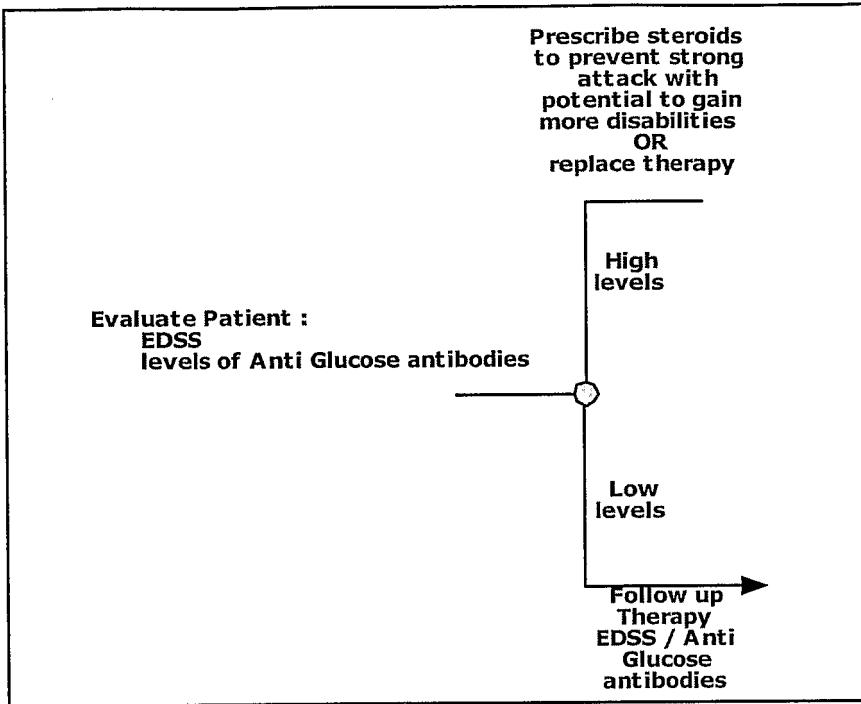 Prescribe steroids
to prevent strong
attack with
potential to gain
more disabilities
OR
replace therapy
High
levels
Evaluate Patient :
EDSS
levels of Anti Glucose antibodies
Low
levels
Follow up
Therapy
EDSS / Anti
Glucose
antibodies